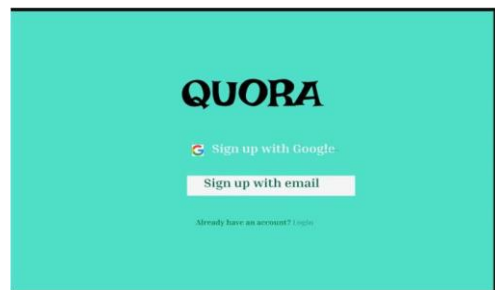 QUORA
Sign up with Google
Sign up with email
Already have an account? Login